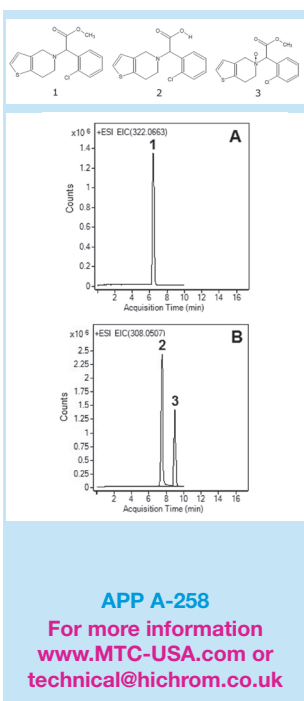 O
O
CH₃
N
S
Cl
1
O
O
H
N
S
Cl
2
O
O
CH₃
O
N
S
Cl
3
x10 6 +ESI EIC(322.0663)
A
1
1.4
1.2
1
0.8
0.6
0.4
0.2
0
Counts
2 4 6 8 10 12 14 16
Acquisition Time (min)
x10 6 +ESI EIC(308.0507)
B
2
3
2.5
2.25
2
1.75
1.5
1.25
1
0.75
0.5
0.25
0
Counts
2 4 6 8 10 12 14 16
Acquisition Time (min)
APP A-258
For more information
www.MTC-USA.com or
technical@hichrom.co.uk